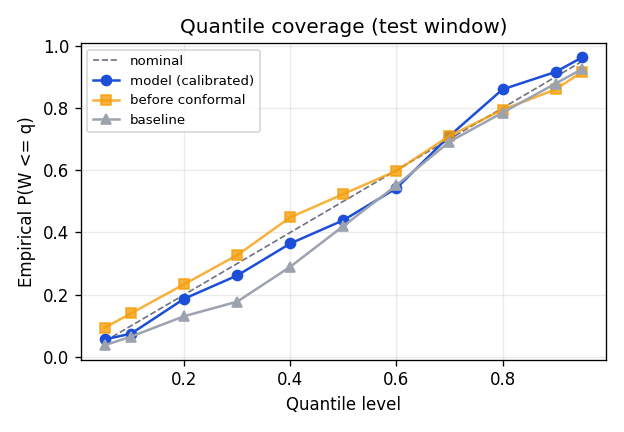 Quantile coverage (test window)
nominal
model (calibrated)
before conformal
baseline
Empirical P(W <= q)
1.0
0.8
0.6
0.4
0.2
0.0
0.2
0.4
0.6
0.8
Quantile level